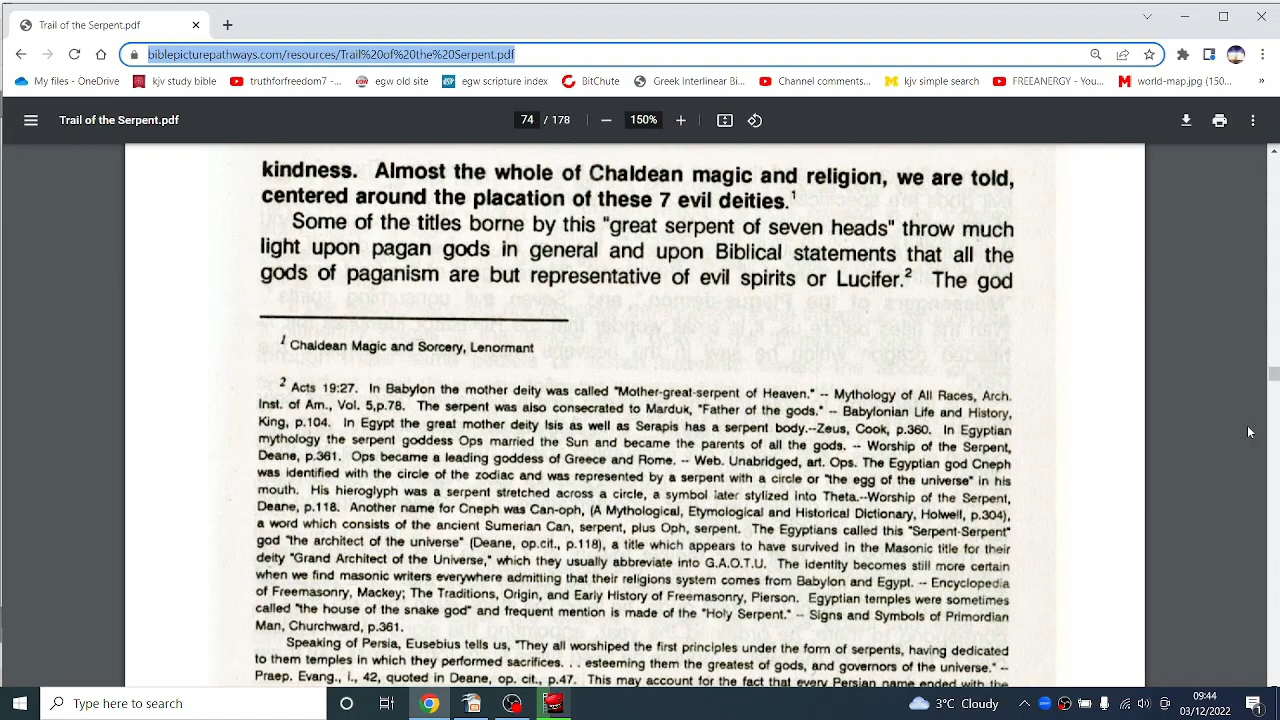 Trail of the Serpent.pdf
biblepicturepathways.com/resources/Trail%20of%20the%20Serpent.pdf
My files - OneDrive kjv study bible truthforfreedom7 -... egw old site egw scripture index BitChute Greek Interlinear Bi... Channel comments... kjv simple search FREEANERGY - You... world-map.jpg (150...
Trail of the Serpent.pdf 74 / 178 150%
kindness. Almost the whole of Chaldean magic and religion, we are told,
centered around the placation of these 7 evil deities.1
Some of the titles borne by this "great serpent of seven heads" throw much
light upon pagan gods in general and upon Biblical statements that all the
gods of paganism are but representative of evil spirits or Lucifer.2 The god
1 Chaldean Magic and Sorcery, Lenormant
2 Acts 19:27. In Babylon the mother deity was called "Mother-great-serpent of Heaven." -- Mythology of All Races, Arch.
Inst. of Am., Vol. 5,p.78. The serpent was also consecrated to Marduk, "Father of the gods." -- Babylonian Life and History,
King, p.104. In Egypt the great mother deity Isis as well as Serapis has a serpent body.--Zeus, Cook, p.360. In Egyptian
mythology the serpent goddess Ops married the Sun and became the parents of all the gods. -- Worship of the Serpent,
Deane, p.361. Ops became a leading goddess of Greece and Rome. -- Web. Unabridged, art. Ops. The Egyptian god Cneph
was identified with the circle of the zodiac and was represented by a serpent with a circle or "the egg of the universe" in his
mouth. His hieroglyph was a serpent stretched across a circle, a symbol later stylized into Theta.--Worship of the Serpent,
Deane, p.118. Another name for Cneph was Can-oph, (A Mythological, Etymological and Historical Dictionary, Holwell, p.304),
a word which consists of the ancient Sumerian Can, serpent, plus Oph, serpent. The Egyptians called this "Serpent-Serpent"
god "the architect of the universe" (Deane, op.cit., p.118), a title which appears to have survived in the Masonic title for their
deity "Grand Architect of the Universe," which they usually abbreviate into G.A.O.T.U. The identity becomes still more certain
when we find masonic writers everywhere admitting that their religions system comes from Babylon and Egypt. -- Encyclopedia
of Freemasonry, Mackey; The Traditions, Origin, and Early History of Freemasonry, Pierson. Egyptian temples were sometimes
called "the house of the snake god" and frequent mention is made of the "Holy Serpent." -- Signs and Symbols of Primordian
Man, Churchward, p.361.
Speaking of Persia, Eusebius tells us, "They all worshiped the first principles under the form of serpents, having dedicated
to them temples in which they performed sacrifices. . . esteeming them the greatest of gods, and governors of the universe." --
Praep. Evang., i., 42, quoted in Deane, op. cit., p.47. This may account for the fact that every Persian name ended with the
Type here to search 3°C Cloudy 09:44
03/12/2022